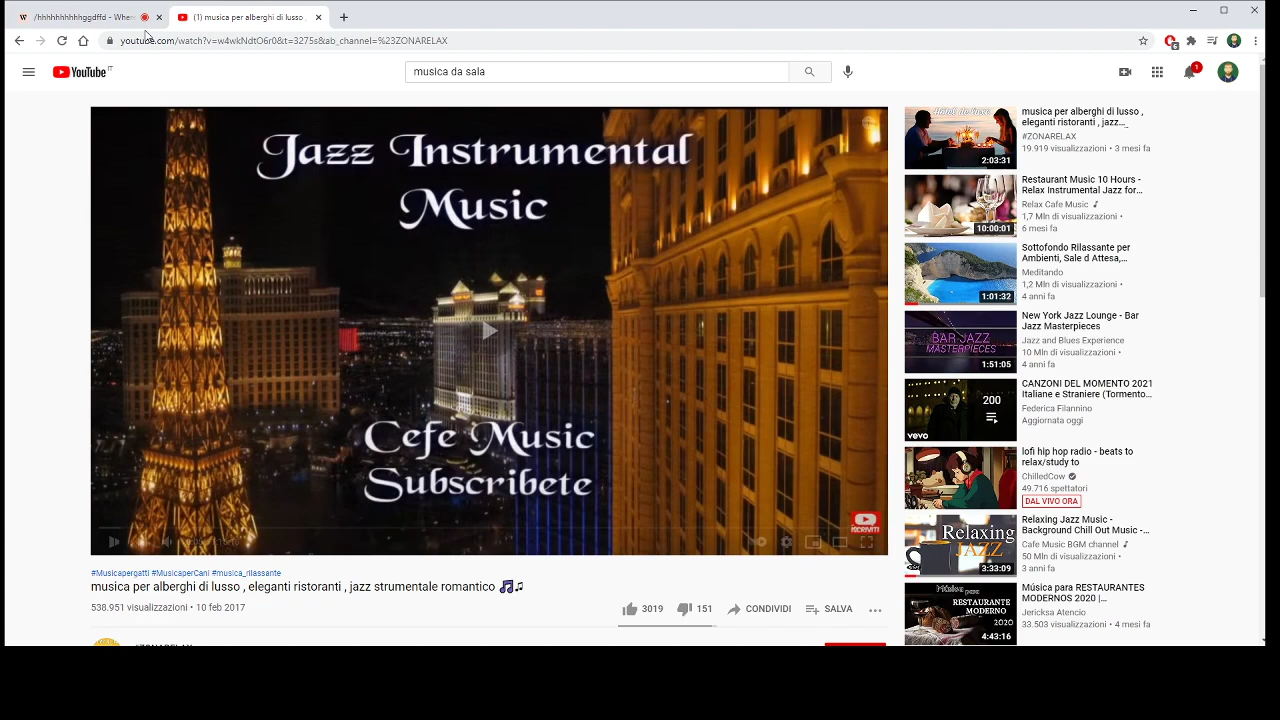 /hhhhhhhhhhggdffd - Where
(1) musica per alberghi di lusso ,
youtube.com/watch?v=w4wkNdtO6r0&t=3275s&ab_channel=%23ZONARELAX
6
YouTube IT
musica da sala
1
Jazz Instrumental
Music
Cefe Music
Subscribete
ISCRIVITI
#Musicapergatti #MusicaperCani #musica_rilassante
musica per alberghi di lusso , eleganti ristoranti , jazz strumentale romantico
538.951 visualizzazioni • 10 feb 2017
3019
151
CONDIVIDI
SALVA
#ZONARELAX
2:03:31
musica per alberghi di lusso ,
eleganti ristoranti , jazz…
#ZONARELAX
19.919 visualizzazioni • 3 mesi fa
10:00:01
Restaurant Music 10 Hours -
Relax Instrumental Jazz for…
Relax Cafe Music
1,7 Mln di visualizzazioni •
6 mesi fa
1:01:32
Sottofondo Rilassante per
Ambienti, Sale d Attesa,…
Meditando
1,2 Mln di visualizzazioni •
4 anni fa
BAR JAZZ
MASTERPIECES
1:51:05
New York Jazz Lounge - Bar
Jazz Masterpieces
Jazz and Blues Experience
10 Mln di visualizzazioni •
4 anni fa
200
vevo
CANZONI DEL MOMENTO 2021
Italiane e Straniere (Tormento…
Federica Filannino
Aggiornata oggi
lofi hip hop radio - beats to
relax/study to
ChilledCow
49.716 spettatori
DAL VIVO ORA
Relaxing
JAZZ
3:33:09
Relaxing Jazz Music -
Background Chill Out Music -…
Cafe Music BGM channel
50 Mln di visualizzazioni •
3 anni fa
Música para
RESTAURANTE
MODERNO
2020
4:43:16
Música para RESTAURANTES
MODERNOS 2020 |…
Jericksa Atencio
33.503 visualizzazioni • 4 mesi fa